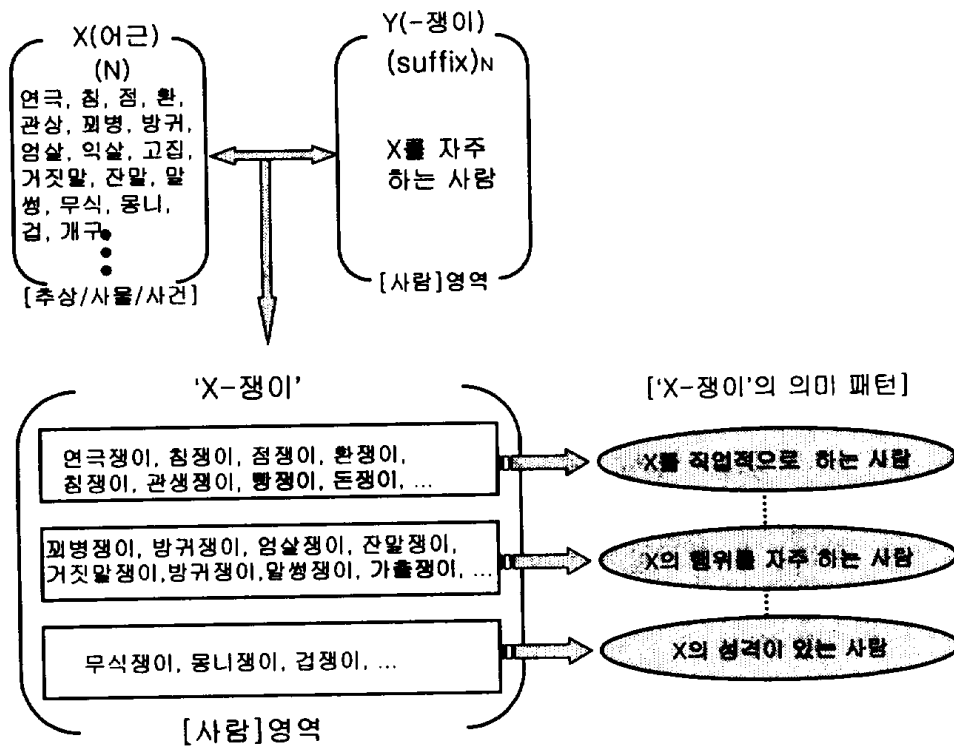 X(어근)
(N)
연극, 침, 점, 환,
관상, 꾀병, 방귀,
엄살, 익살, 고집,
거짓말, 잔말, 말
썽, 무식, 몽니,
겁, 개구
[추상/사물/사건]
Y(-쟁이)
(suffix)N
X를 자주
하는 사람
[사람]영역
'X-쟁이'
연극쟁이, 침쟁이, 점쟁이, 환쟁이,
침쟁이, 관생쟁이, 빵쟁이, 돈쟁이, ...
꾀병쟁이, 방귀쟁이, 엄살쟁이, 잔말쟁이,
거짓말쟁이,방귀쟁이,말썽쟁이, 가출쟁이, ...
무식쟁이, 몽니쟁이, 겁쟁이, ...
[사람]영역
['X-쟁이'의 의미 패턴]
X를 직업적으로 하는 사람
X의 행위를 자주 하는 사람
X의 성격이 있는 사람